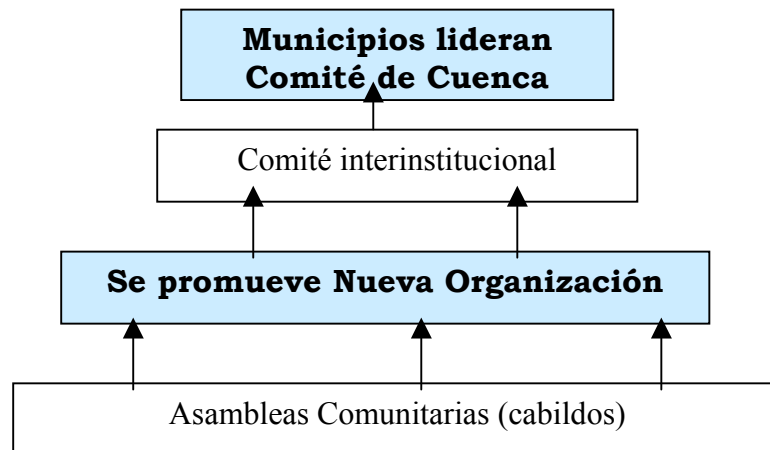 Municipios lideran
Comité de Cuenca
Comité interinstitucional
Se promueve Nueva Organización
Asambleas Comunitarias (cabildos)